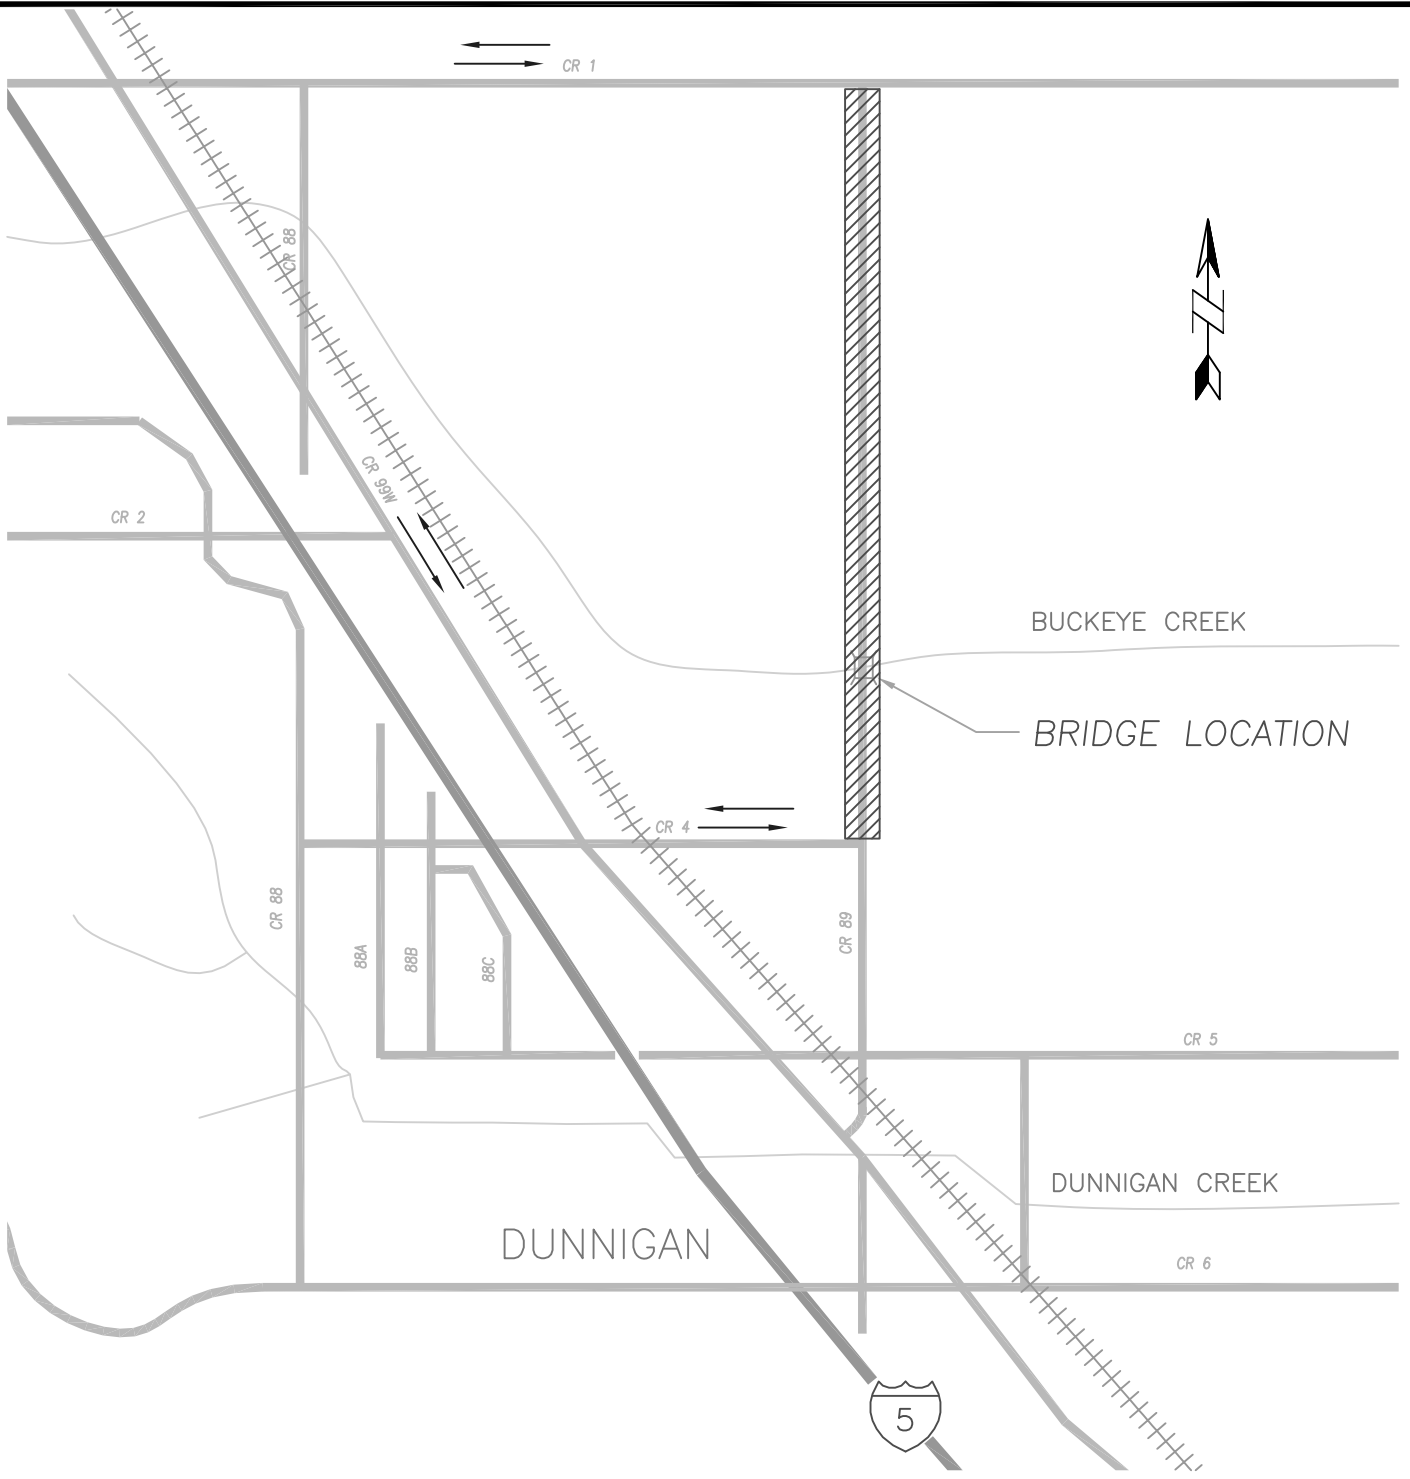 CR 1
CR 88
CR 99W
CR 2
BUCKEYE CREEK
BRIDGE LOCATION
CR 4
CR 88
88A
88B
88C
CR 89
CR 5
DUNNIGAN CREEK
DUNNIGAN
CR 6
5
N